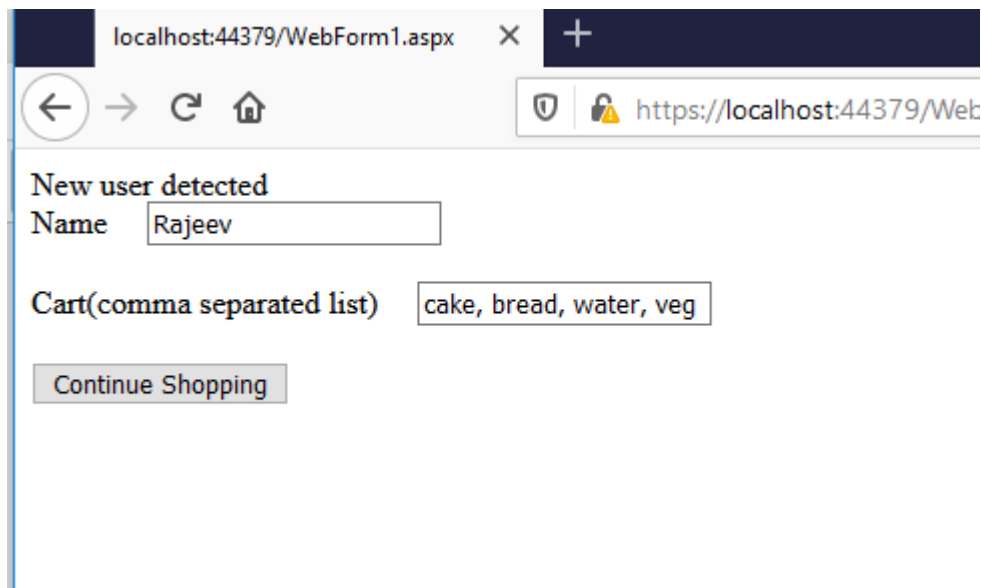 localhost:44379/WebForm1.aspx
https://localhost:44379/Web
New user detected
Name Rajeev
Cart(comma separated list) cake, bread, water, veg
Continue Shopping